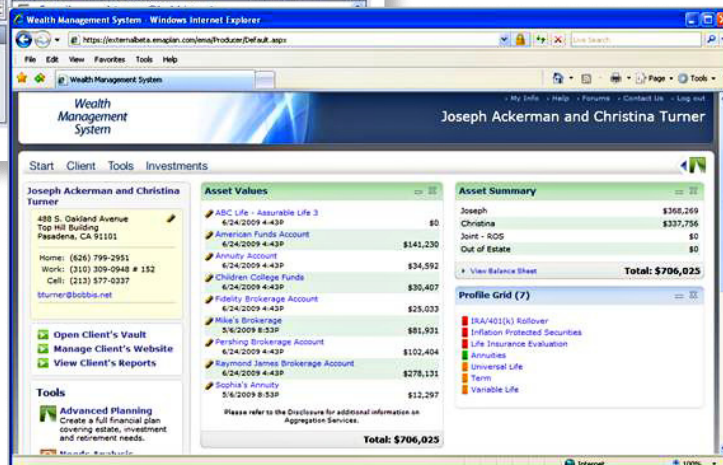 Wealth Management System - Windows Internet Explorer
https://externalbeta.emaplan.com/ema/Producer/Default.aspx
Live Search
File Edit View Favorites Tools Help
Wealth Management System
Page Tools
Wealth
Management
System
My Info Help Forums Contact Us Log out
Joseph Ackerman and Christina Turner
Start Client Tools Investments
Joseph Ackerman and Christina
Turner
488 S. Oakland Avenue
Top Hill Building
Pasadena, CA 91101
Home: (626) 799-2951
Work: (310) 309-0948 # 152
Cell: (213) 577-0337
bturner@bobbis.net
Open Client's Vault
Manage Client's Website
View Client's Reports
Tools
Advanced Planning
Create a full financial plan
covering estate, investment
and retirement needs.
Needs Analysis
Asset Values
ABC Life - Assurable Life 3
6/24/2009 4:43P $0
American Funds Account
6/24/2009 4:43P $141,230
Annuity Account
6/24/2009 4:43P $34,592
Children College Funds
6/24/2009 4:43P $30,407
Fidelity Brokerage Account
6/24/2009 4:43P $25,033
Mike's Brokerage
5/6/2009 8:53P $81,931
Pershing Brokerage Account
6/24/2009 4:43P $102,404
Raymond James Brokerage Account
6/24/2009 4:43P $278,131
Sophia's Annuity
5/6/2009 8:53P $12,297
Please refer to the Disclosure for additional information on
Aggregation Services.
Total: $706,025
Asset Summary
Joseph $368,269
Christina $337,756
Joint - ROS $0
Out of Estate $0
View Balance Sheet Total: $706,025
Profile Grid (7)
IRA/401(k) Rollover
Inflation Protected Securities
Life Insurance Evaluation
Annuities
Universal Life
Term
Variable Life
Internet 100%